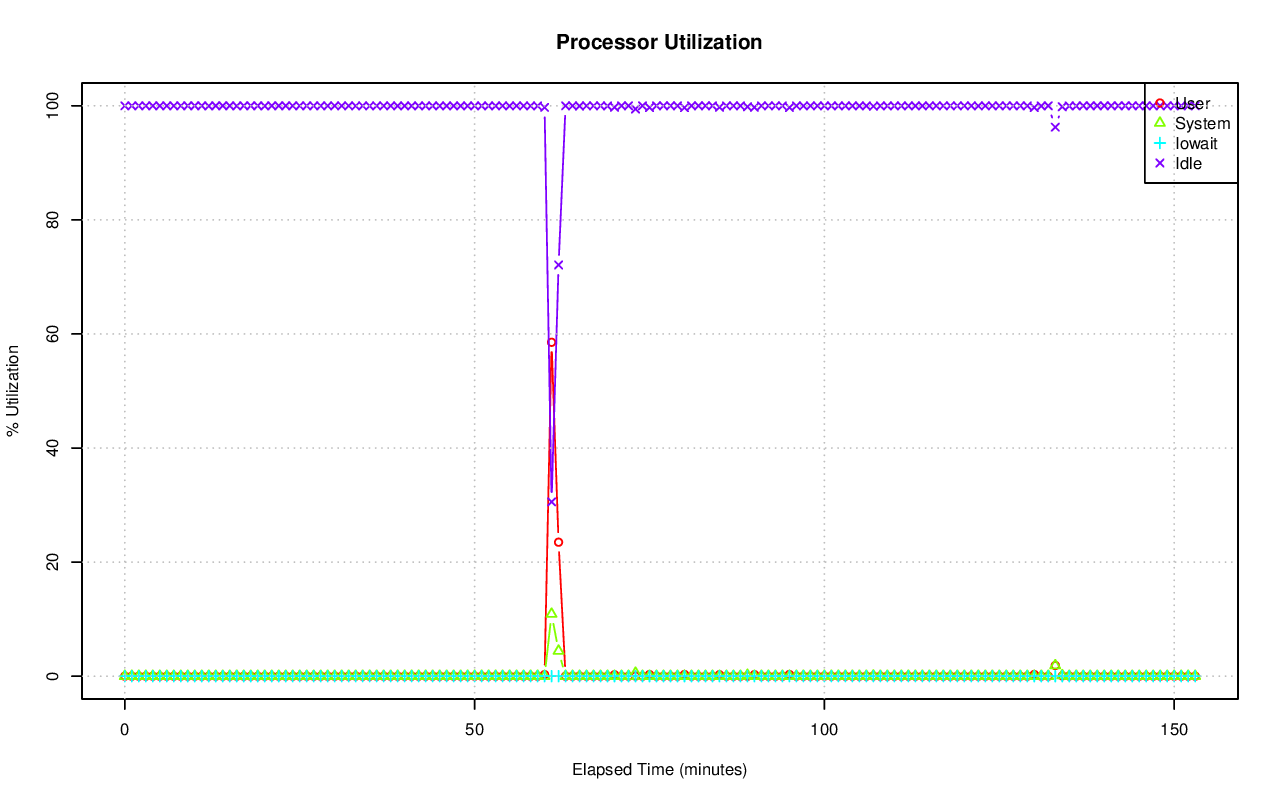 Processor Utilization
% Utilization
100
80
60
40
20
0
User
System
Iowait
Idle
0 50 100 150
Elapsed Time (minutes)